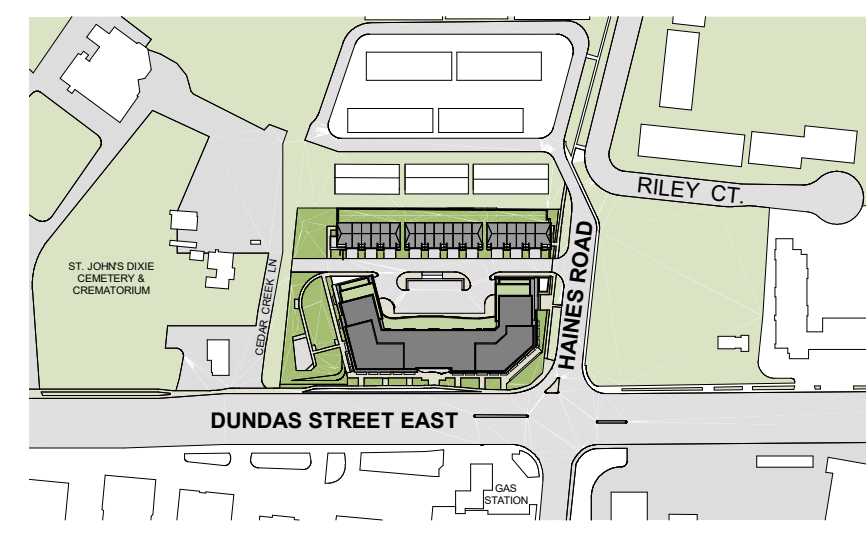 RILEY CT.
ST. JOHN'S DIXIE
CEMETERY &
CREMATORIUM
CEDAR CREEK LN
HAINES ROAD
DUNDAS STREET EAST
GAS
STATION